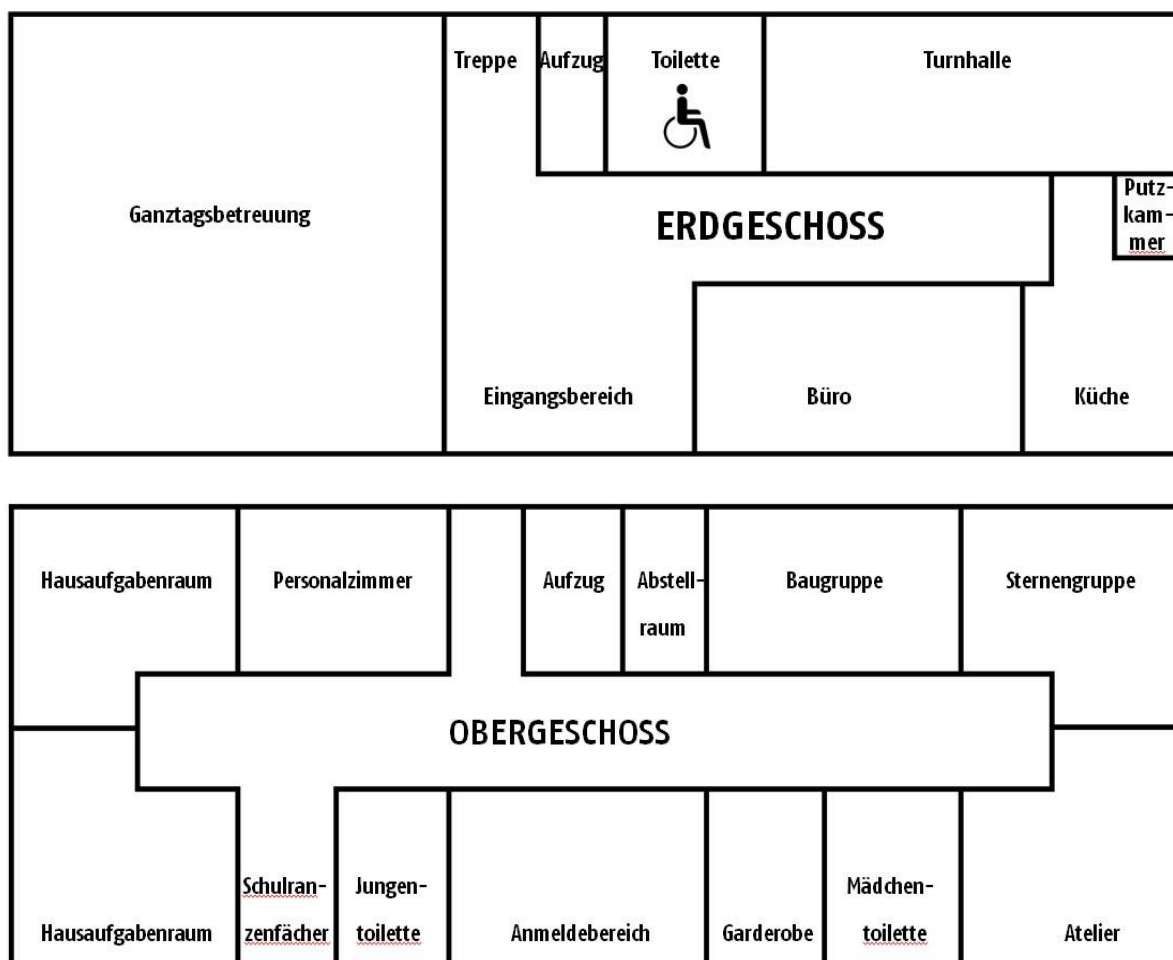 Treppe Aufzug Toilette Turnhalle
Ganztagsbetreuung
ERDGESCHOSS
Putz-
kam-
mer
Eingangsbereich Büro Küche
Hausaufgabenraum Personalzimmer Aufzug Abstell-
raum
Baugruppe Sternengruppe
OBERGESCHOSS
Hausaufgabenraum
Schulran-
zenfächer
Jungen-
toilette
Anmeldebereich Garderobe
Mädchen-
toilette
Atelier